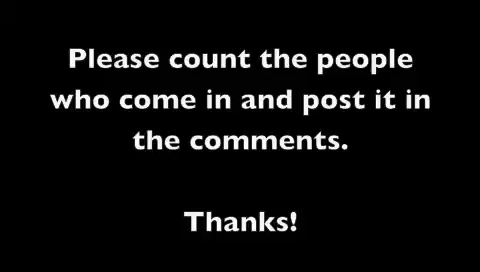 Please count the people
who come in and post it in
the comments.
Thanks!